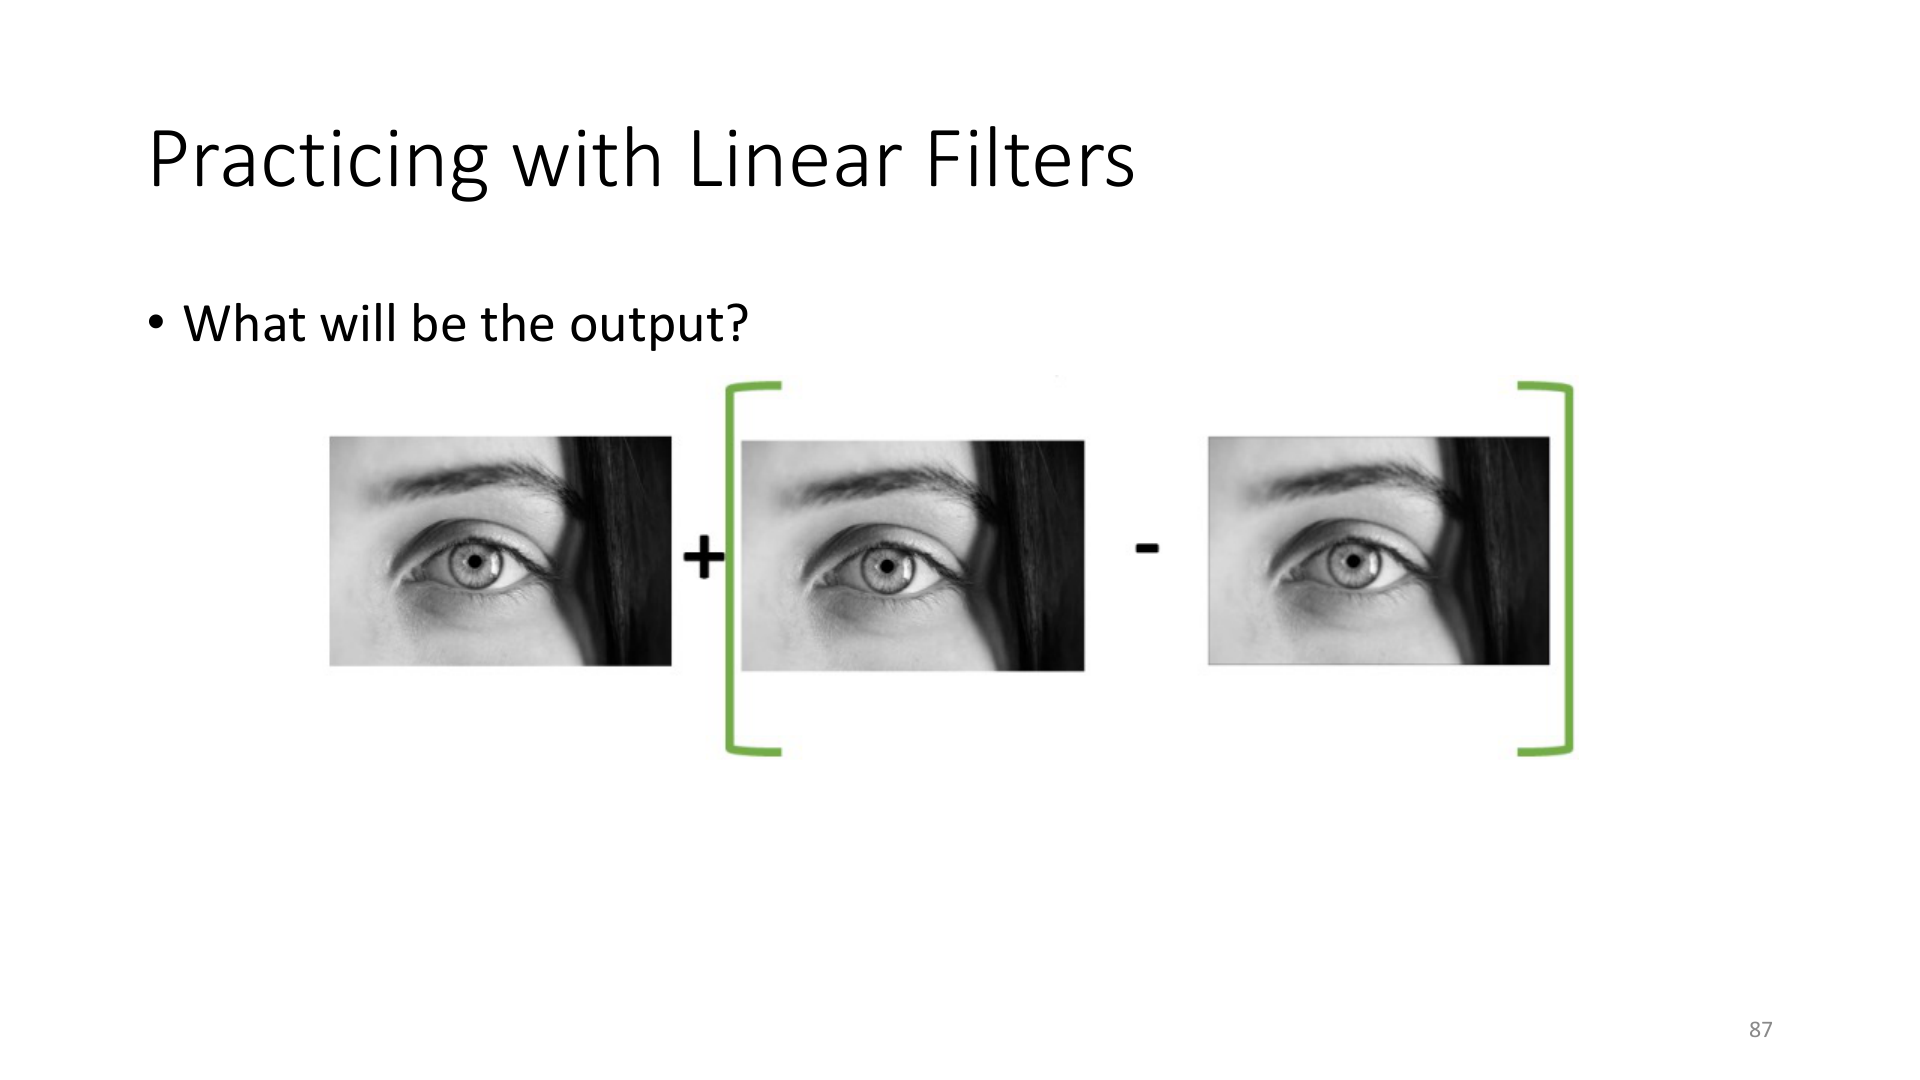 Practicing with Linear Filters
• What will be the output?
+ -
87